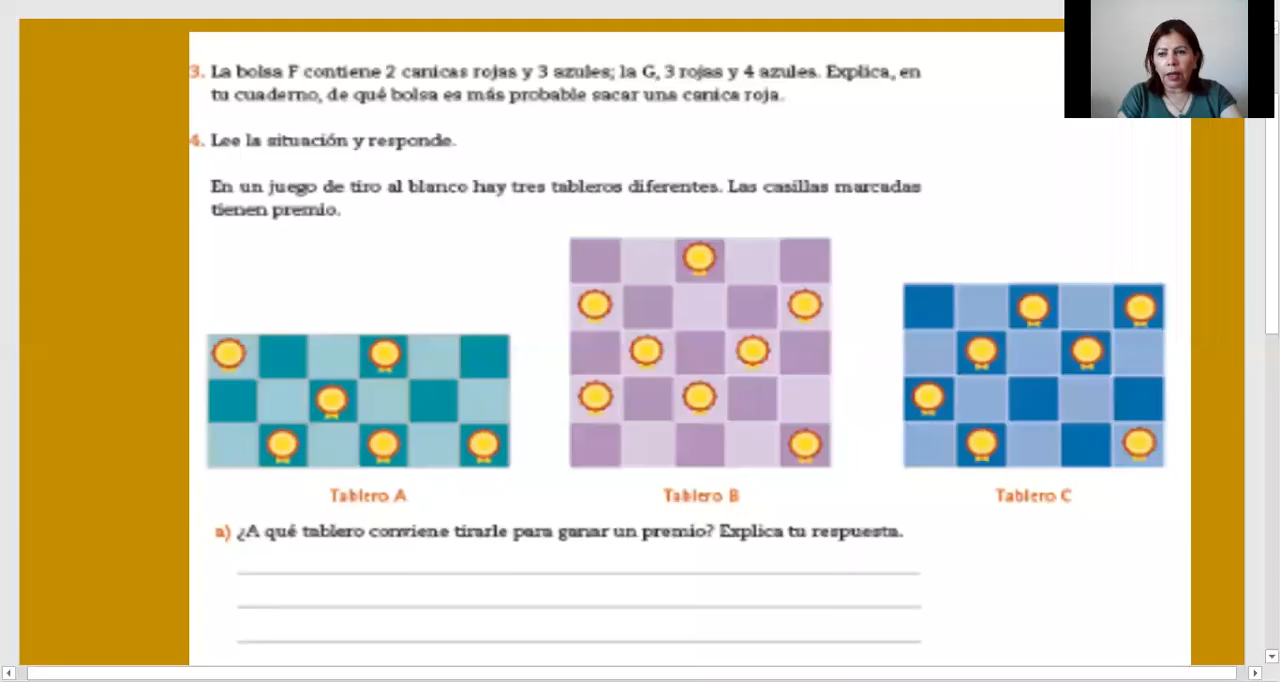 3. La bolsa F contiene 2 canicas rojas y 3 azules; la G, 3 rojas y 4 azules. Explica, en
tu cuaderno, de qué bolsa es más probable sacar una canica roja.
4. Lee la situación y responde.
En un juego de tiro al blanco hay tres tableros diferentes. Las casillas marcadas
tienen premio.
Tablero A
Tablero B
Tablero C
a) ¿A qué tablero conviene tirarle para ganar un premio? Explica tu respuesta.